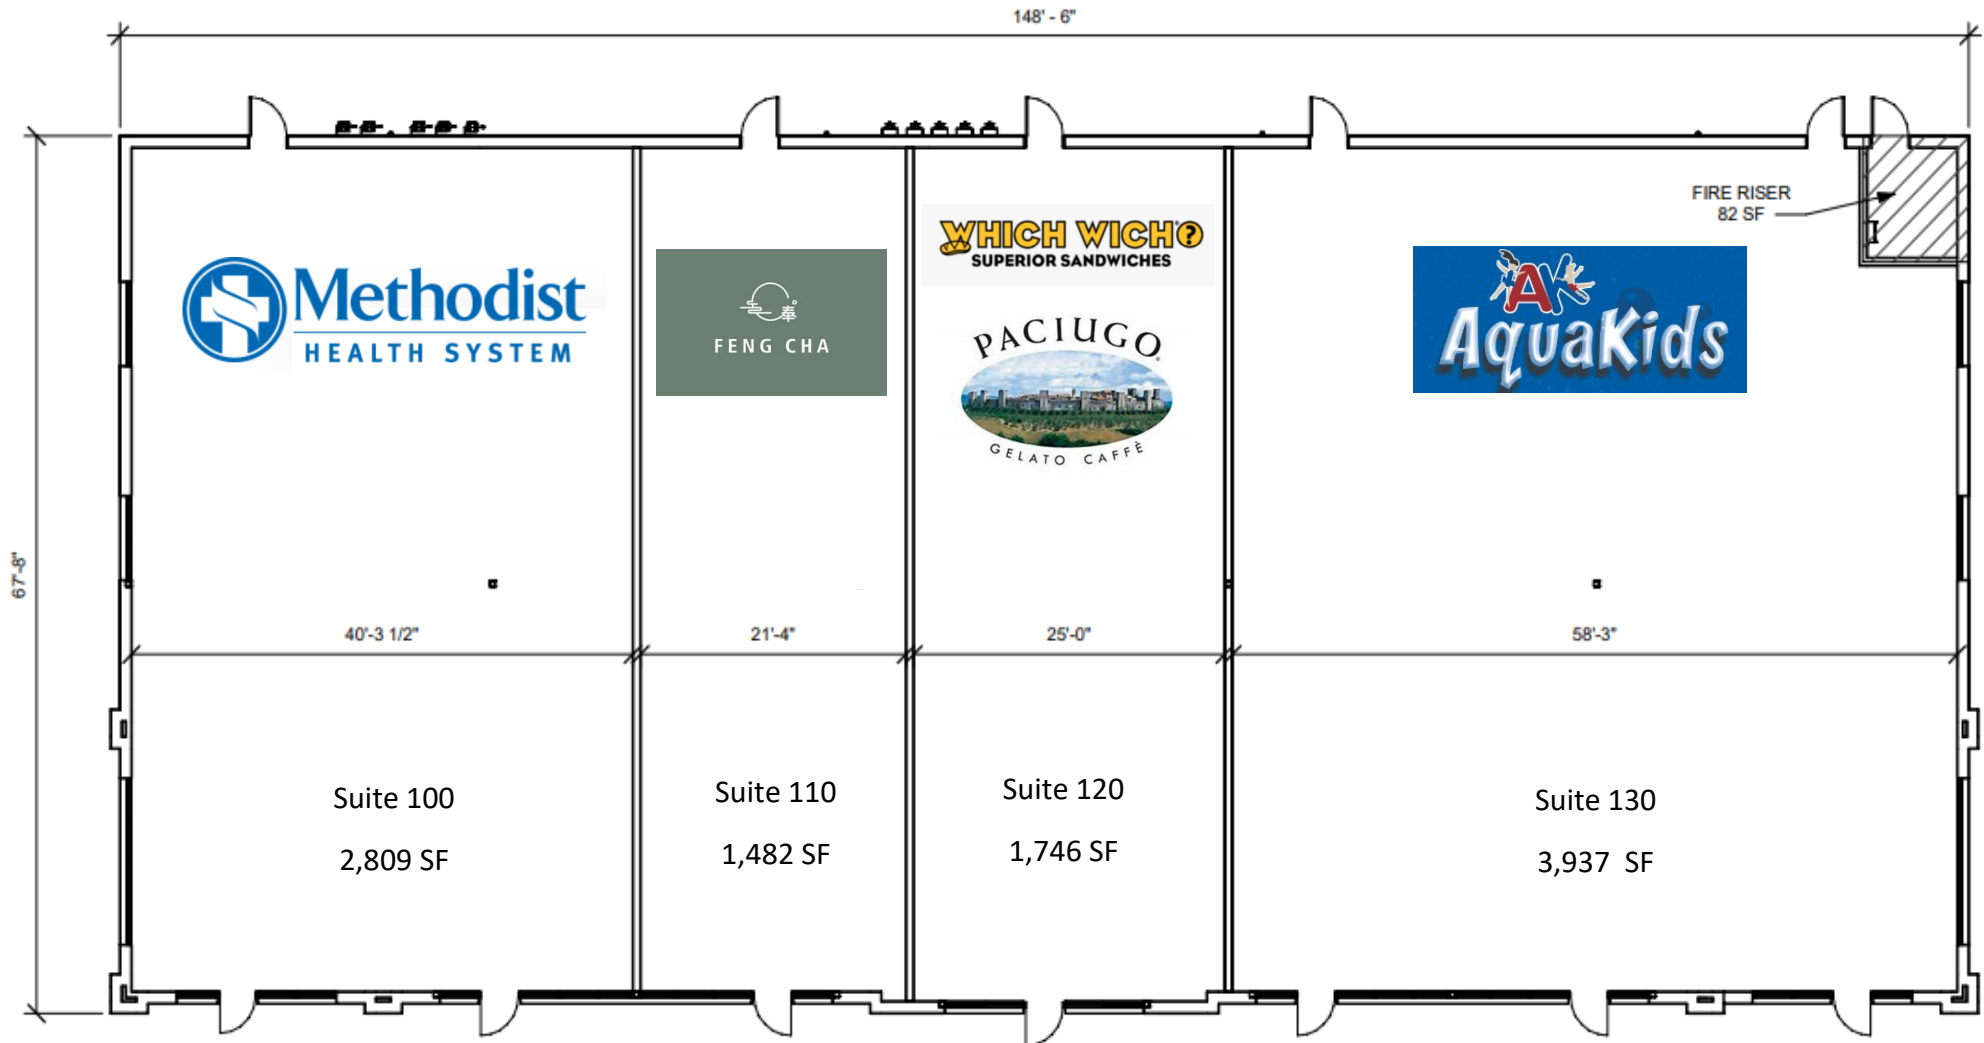 148' - 6"
FIRE RISER
82 SF
Methodist
HEALTH SYSTEM
奉
FENG CHA
WHICH WICH®?
SUPERIOR SANDWICHES
PACIUGO®
GELATO CAFFÈ
AK
AquaKids
67'-8"
40'-3 1/2"
21'-4"
25'-0"
58'-3"
Suite 100
2,809 SF
Suite 110
1,482 SF
Suite 120
1,746 SF
Suite 130
3,937 SF